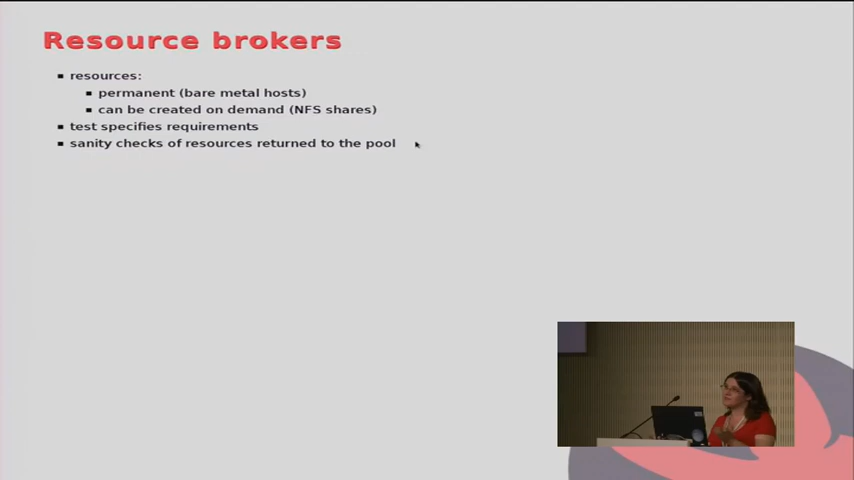 Resource brokers
resources:
permanent (bare metal hosts)
can be created on demand (NFS shares)
test specifies requirements
sanity checks of resources returned to the pool